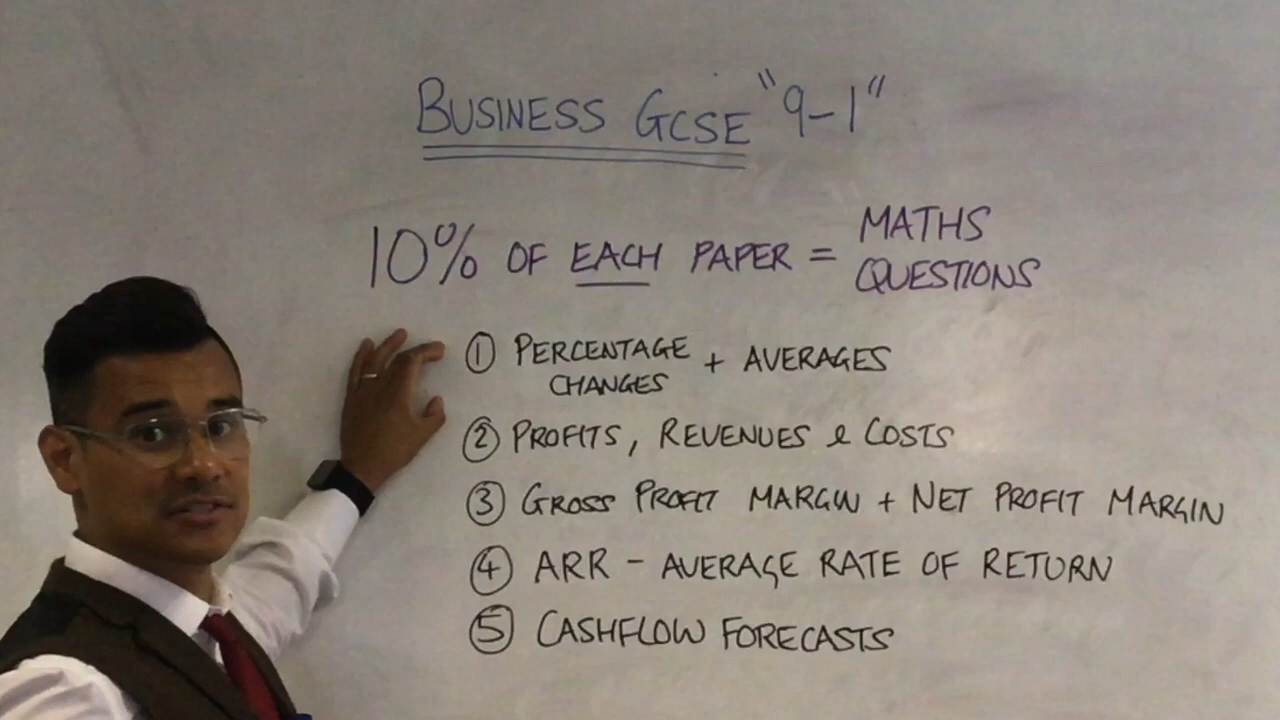 BUSINESS GCSE "9-1"
10% OF EACH PAPER = MATHS QUESTIONS
① PERCENTAGE CHANGES + AVERAGES
② PROFITS, REVENUES & COSTS
③ GROSS PROFIT MARGIN + NET PROFIT MARGIN
④ ARR - AVERAGE RATE OF RETURN
⑤ CASHFLOW FORECASTS